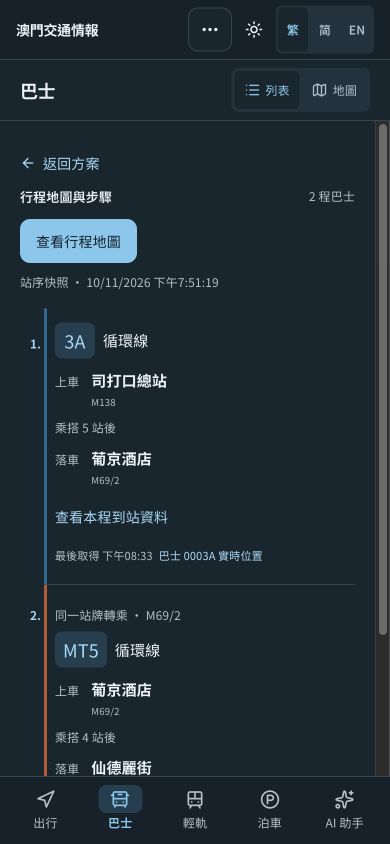 澳門交通情報
繁 简 EN
巴士
列表 地圖
返回方案
行程地圖與步驟 2 程巴士
查看行程地圖
站序快照 · 10/11/2026 下午7:51:19
1. 3A 循環線
上車 司打口總站
M138
乘搭 5 站後
落車 葡京酒店
M69/2
查看本程到站資料
最後取得 下午08:33 巴士 0003A 實時位置
2. 同一站牌轉乘 · M69/2
MT5 循環線
上車 葡京酒店
M69/2
乘搭 4 站後
落車 仙德麗街
出行 巴士 輕軌 泊車 AI 助手